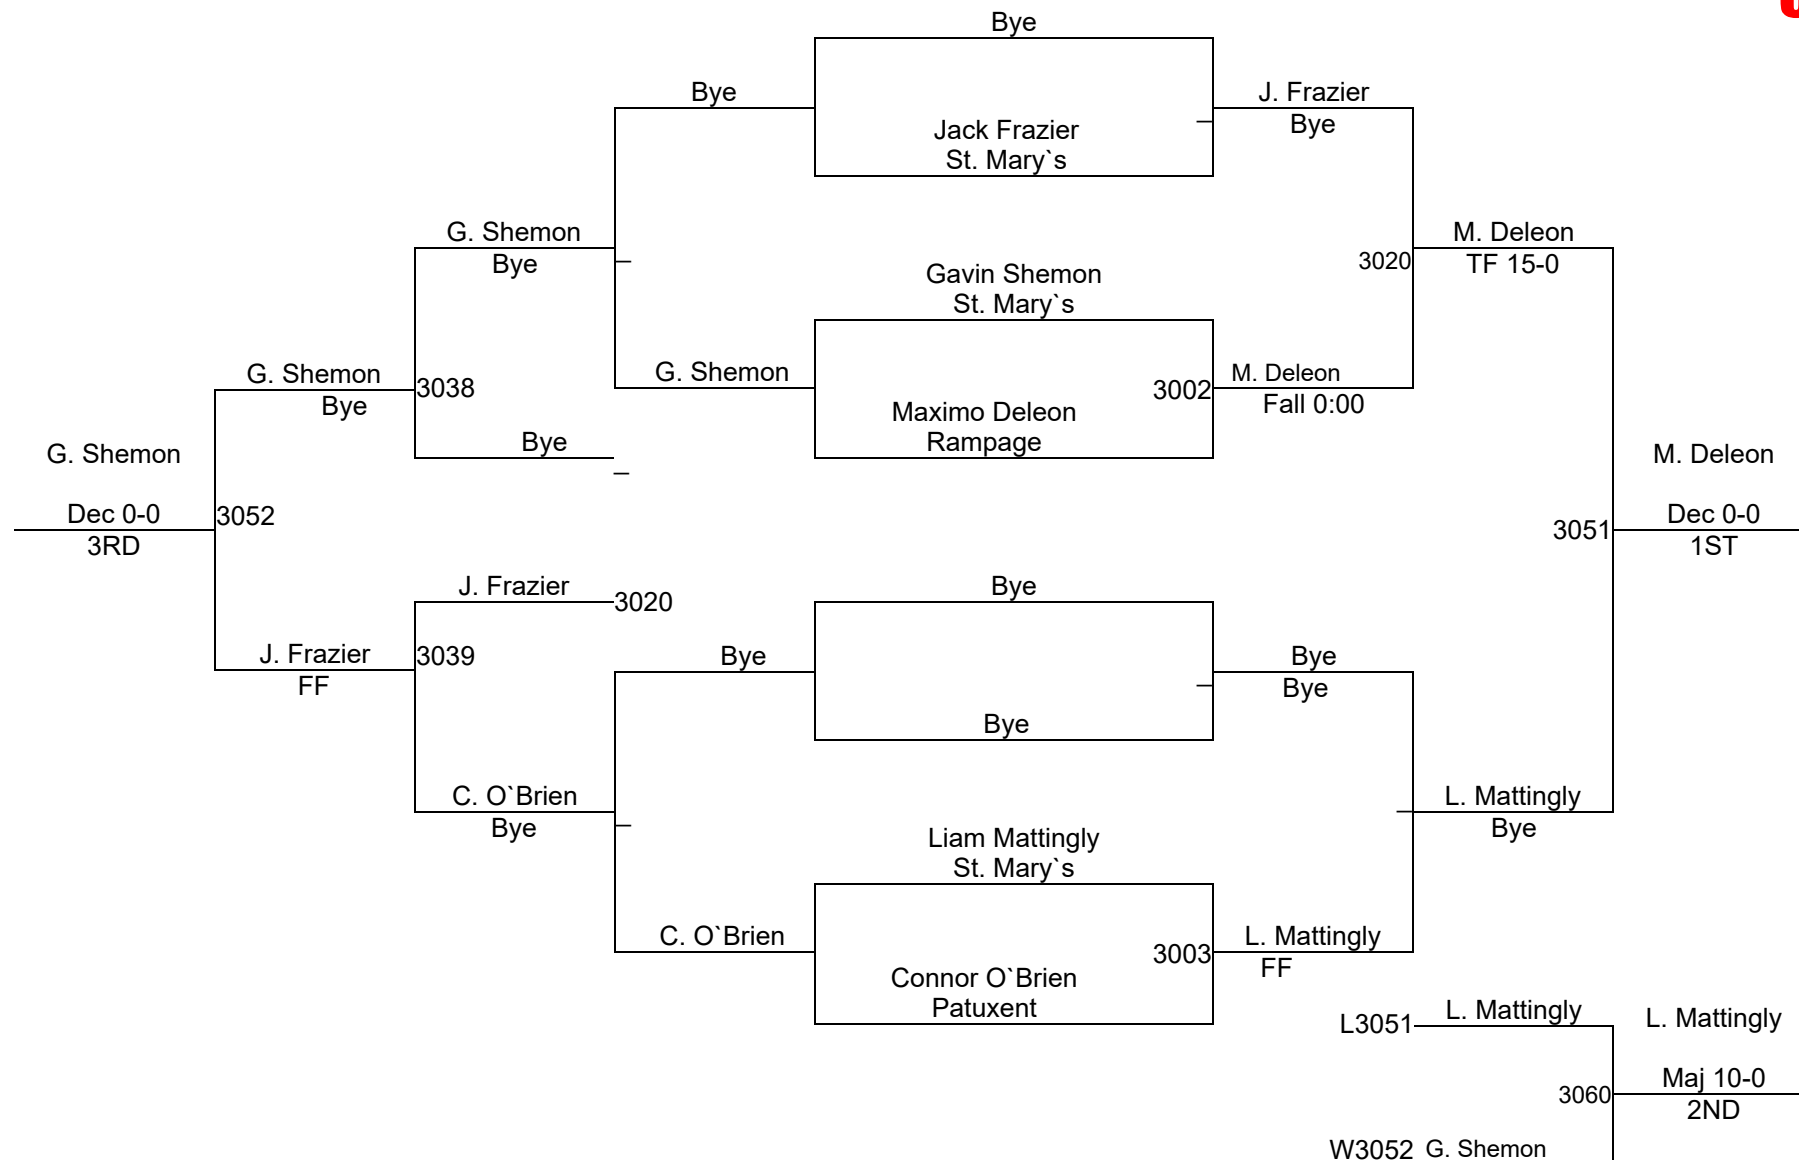 Bye
Bye
J. Frazier
Jack Frazier
Bye
St. Mary`s
G. Shemon
M. Deleon
Bye
3020
TF 15-0
Gavin Shemon
St. Mary`s
G. Shemon
3038
G. Shemon
3002
M. Deleon
Bye
Maximo Deleon
Fall 0:00
Rampage
Bye
G. Shemon
M. Deleon
Dec 0-0
3052
3051
Dec 0-0
3RD
1ST
J. Frazier
3020
Bye
J. Frazier
3039
Bye
Bye
FF
Bye
Bye
C. O`Brien
L. Mattingly
Bye
Bye
Liam Mattingly
St. Mary`s
C. O`Brien
3003
L. Mattingly
Connor O`Brien
FF
Patuxent
L3051
L. Mattingly
L. Mattingly
3060
Maj 10-0
2ND
W3052
G. Shemon